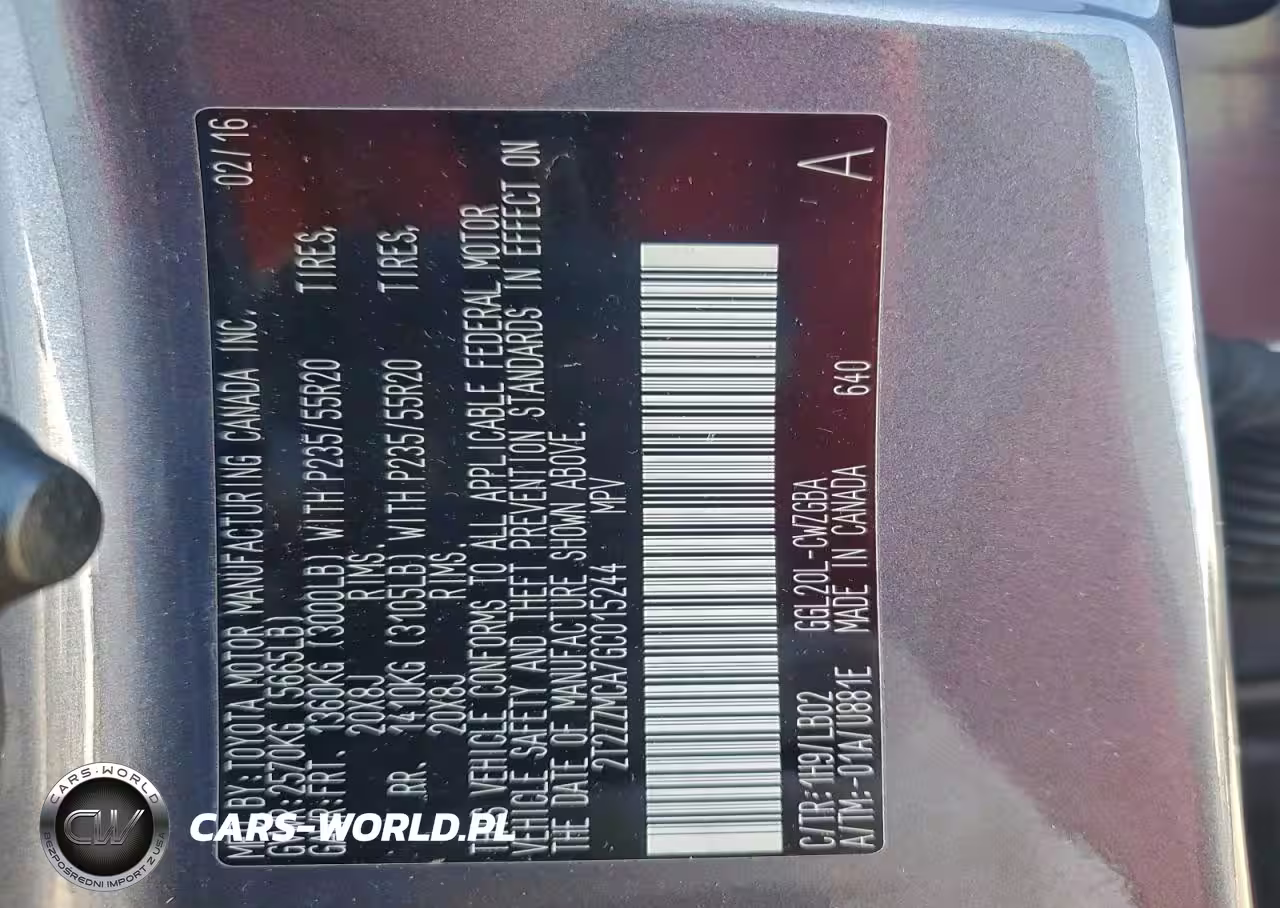 MFD BY: TOYOTA MOTOR MANUFACTURING CANADA INC. 02/16
2570KG (5665LB)
FRT. 1360KG (3000LB) WITH P235/55R20 TIRES,
20X8J RIMS.
RR. 1410KG (3105LB) WITH P235/55R20 TIRES,
20X8J RIMS
THIS VEHICLE CONFORMS TO ALL APPLICABLE FEDERAL MOTOR
VEHICLE SAFETY AND THEFT PREVENTION STANDARDS IN EFFECT ON
THE DATE OF MANUFACTURE SHOWN ABOVE.
2T2ZZMCA7GC015244 MPV
C/TR:1H9/LB02 GGL20L-CWZGBA
A/TM:-01A/U881E MADE IN CANADA 640 A
CARS-WORLD
CW
BEZPOŚREDNI IMPORT Z USA
CARS-WORLD.PL